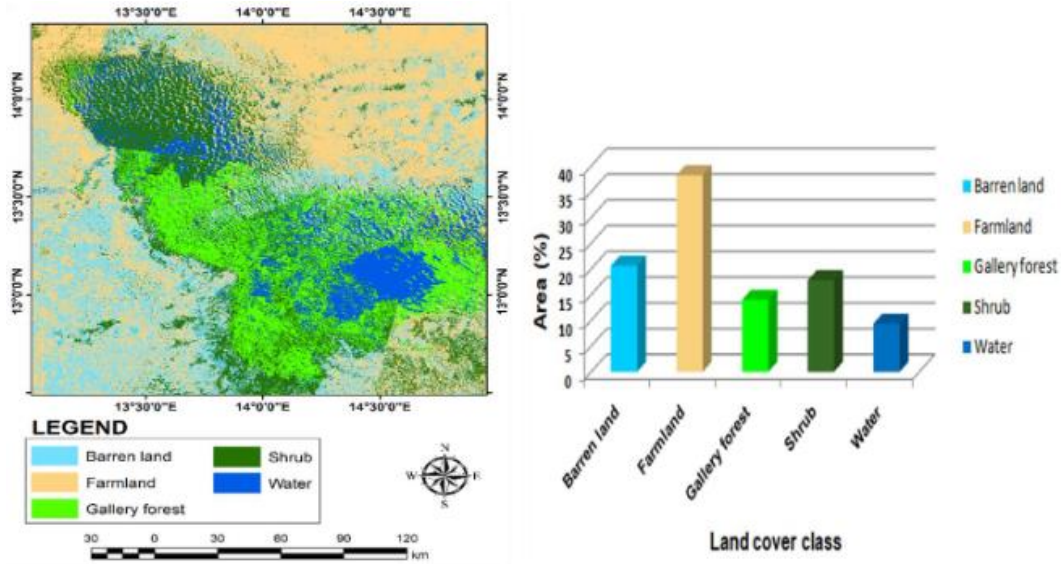 13°30'0"E 14°0'0"E 14°30'0"E
14°0'0"N 14°0'0"N
13°30'0"N 13°30'0"N
13°0'0"N 13°0'0"N
13°30'0"E 14°0'0"E 14°30'0"E
LEGEND
Barren land Shrub
Farmland Water
Gallery forest
N
W E
S
30 0 30 60 90 120
km
Area (%)
40
35
30
25
20
15
10
5
0
Barren land
Farmland
Gallery forest
Shrub
Water
Land cover class
Barren land
Farmland
Gallery forest
Shrub
Water